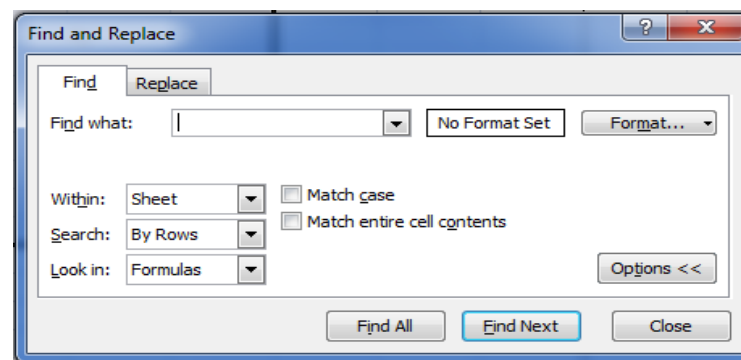 Find and Replace
Find Replace
Find what: No Format Set Format...
Within: Sheet Match case
Match entire cell contents
Search: By Rows
Look in: Formulas Options <<
Find All Find Next Close